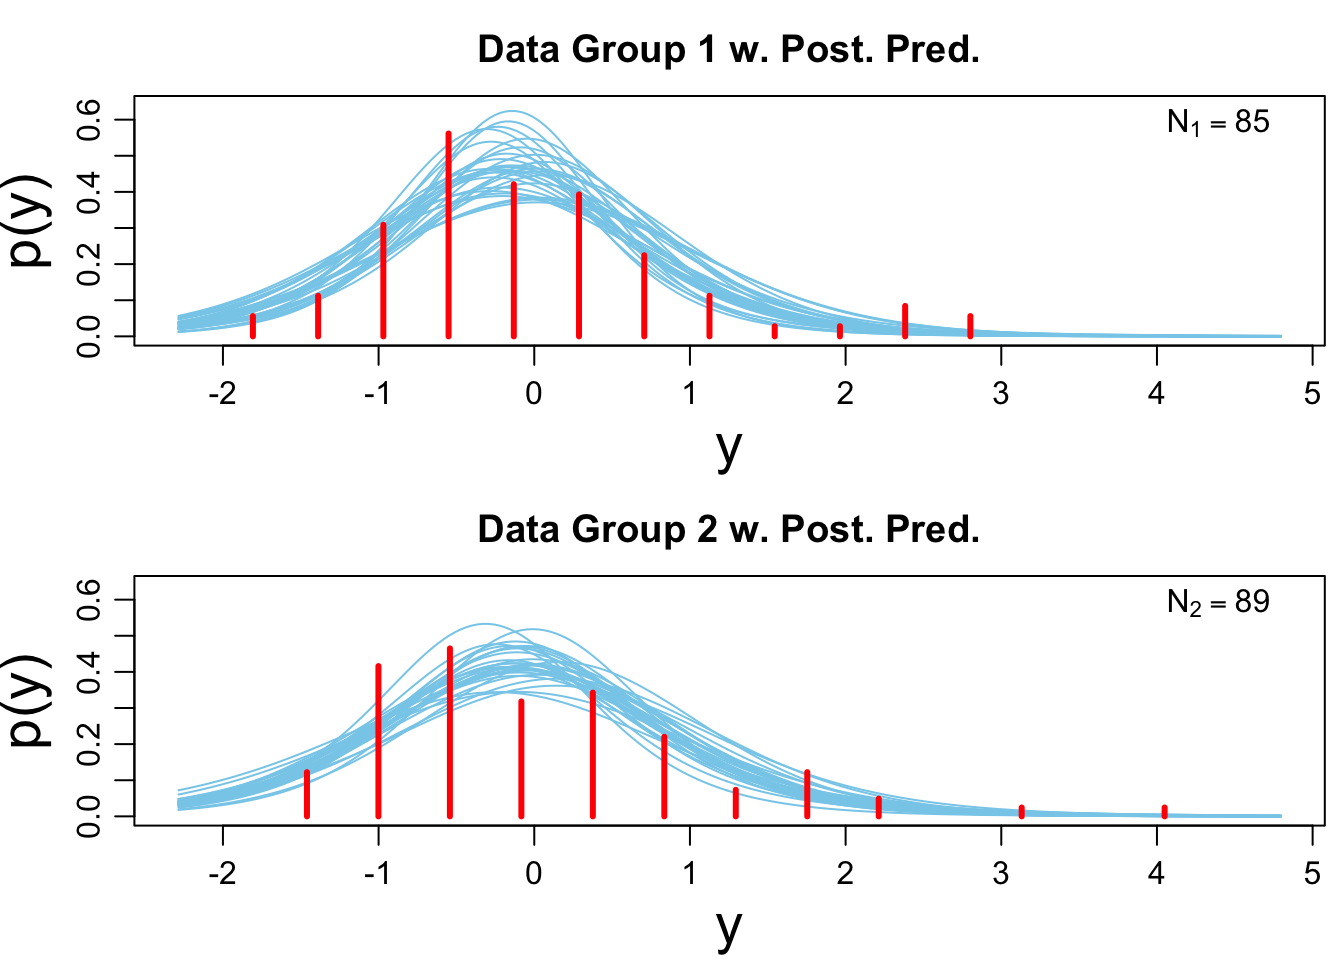 Data Group 1 w. Post. Pred.
N1 = 85
p(y)
0.6
0.4
0.2
0.0
-2 -1 0 1 2 3 4 5
y
Data Group 2 w. Post. Pred.
N2 = 89
p(y)
0.6
0.4
0.2
0.0
-2 -1 0 1 2 3 4 5
y